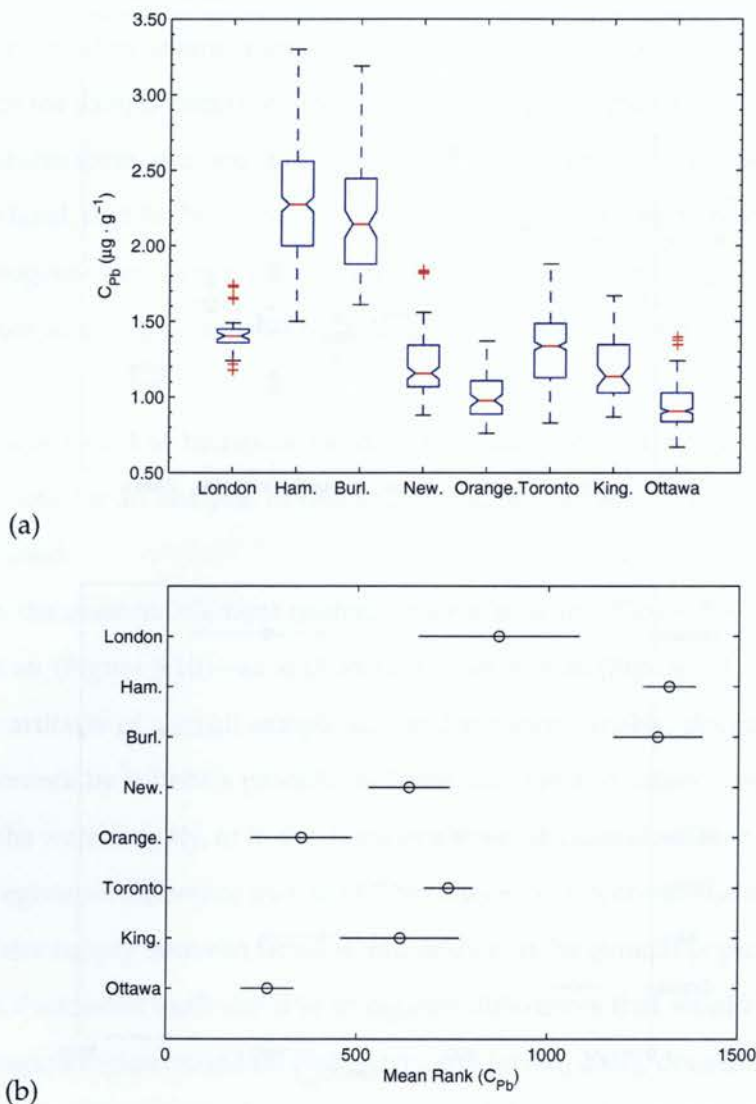 3.50
3.00
2.50
2.00
1.50
1.00
0.50
C_Pb (µg · g⁻¹)
London Ham. Burl. New. Orange. Toronto King. Ottawa
(a)
London
Ham.
Burl.
New.
Orange.
Toronto
King.
Ottawa
0 500 1000 1500
Mean Rank (C_Pb)
(b)